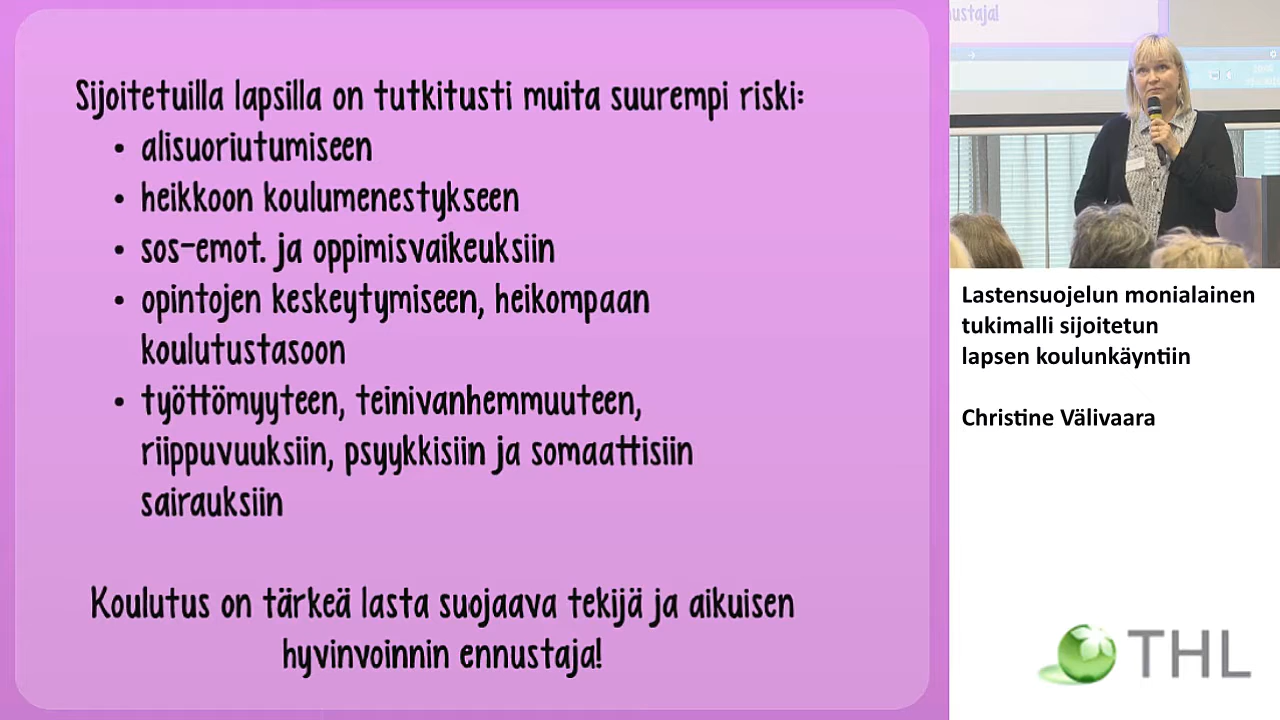 Sijoitetuilla lapsilla on tutkitusti muita suurempi riski:
• alisuoriutumiseen
• heikkoon koulumenestykseen
• sos-emot. ja oppimisvaikeuksiin
• opintojen keskeytymiseen, heikompaan
koulutustasoon
• työttömyyteen, teinivanhemmuuteen,
riippuvuuksiin, psyykkisiin ja somaattisiin
sairauksiin
Koulutus on tärkeä lasta suojaava tekijä ja aikuisen
hyvinvoinnin ennustaja!
ustaja!
Lastensuojelun monialainen
tukimalli sijoitetun
lapsen koulunkäyntiin
Christine Välivaara
THL